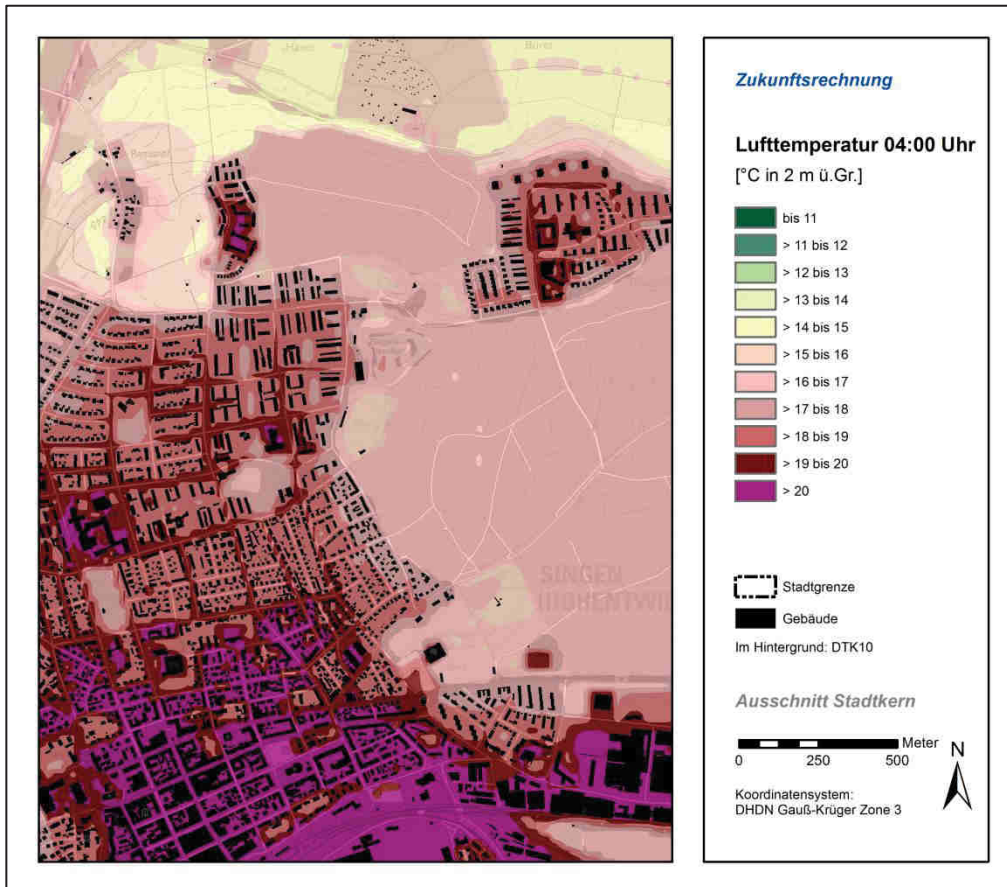 SINGEN
Zukunftsrechnung
Lufttemperatur 04:00 Uhr
[°C in 2 m ü.Gr.]
bis 11
> 11 bis 12
> 12 bis 13
> 13 bis 14
> 14 bis 15
> 15 bis 16
> 16 bis 17
> 17 bis 18
> 18 bis 19
> 19 bis 20
> 20
Stadtgrenze
Gebäude
Im Hintergrund: DTK10
Ausschnitt Stadtkern
Meter
0 250 500
N
Koordinatensystem:
DHDN Gauß-Krüger Zone 3